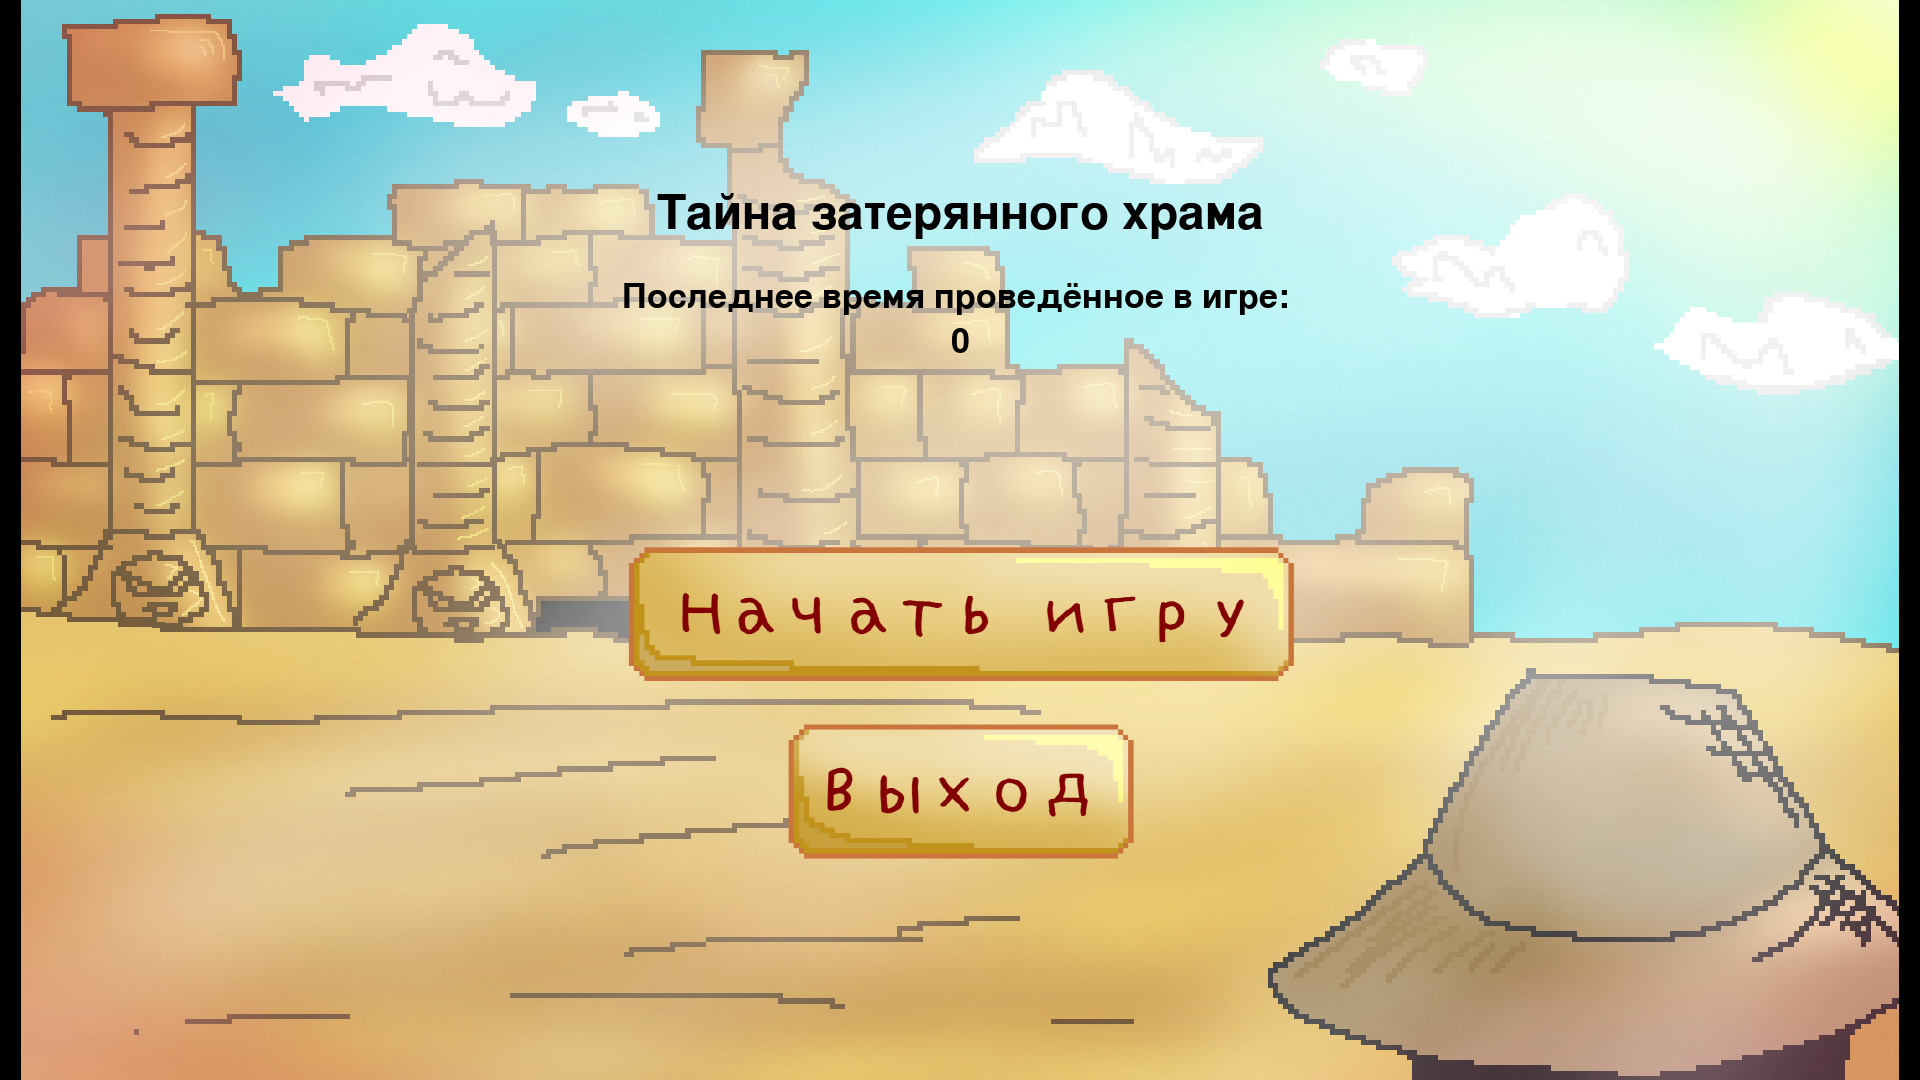 Тайна затерянного храма
Последнее время проведённое в игре:
0
Начать игру
Выход